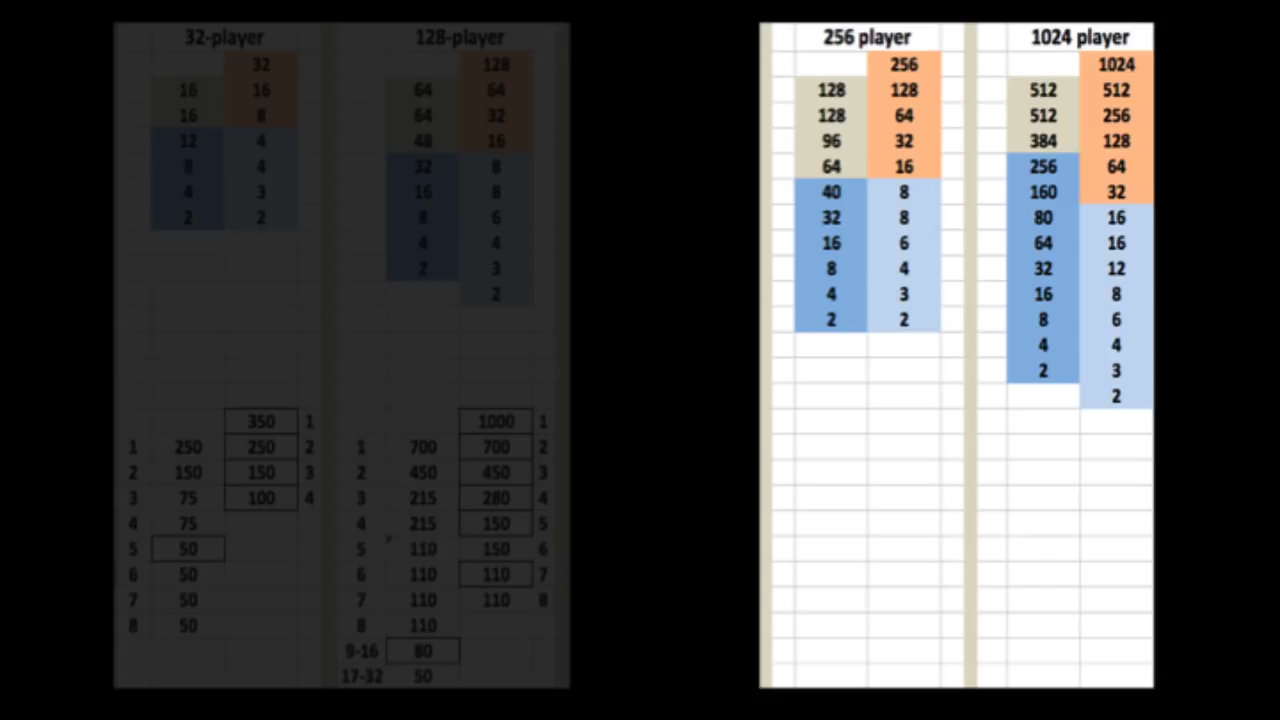 32-player 128-player 256 player 1024 player
32 128 256 1024
16 16 64 64 128 128 512 512
16 8 64 32 128 64 512 256
12 4 48 16 96 32 384 128
8 4 32 8 64 16 256 64
4 3 16 8 40 8 160 32
2 2 8 6 32 8 80 16
4 4 16 6 64 16
2 3 8 4 32 12
2 4 3 16 8
2 2 8 6
4 4
2 3
2
350 1 1000 1
1 250 250 2 1 700 700 2
2 150 150 3 2 450 450 3
3 75 100 4 3 215 280 4
4 75 4 215 150 5
5 50 5 110 150 6
6 50 6 110 110 7
7 50 7 110 110 8
8 50 8 110
9-16 80
17-32 50